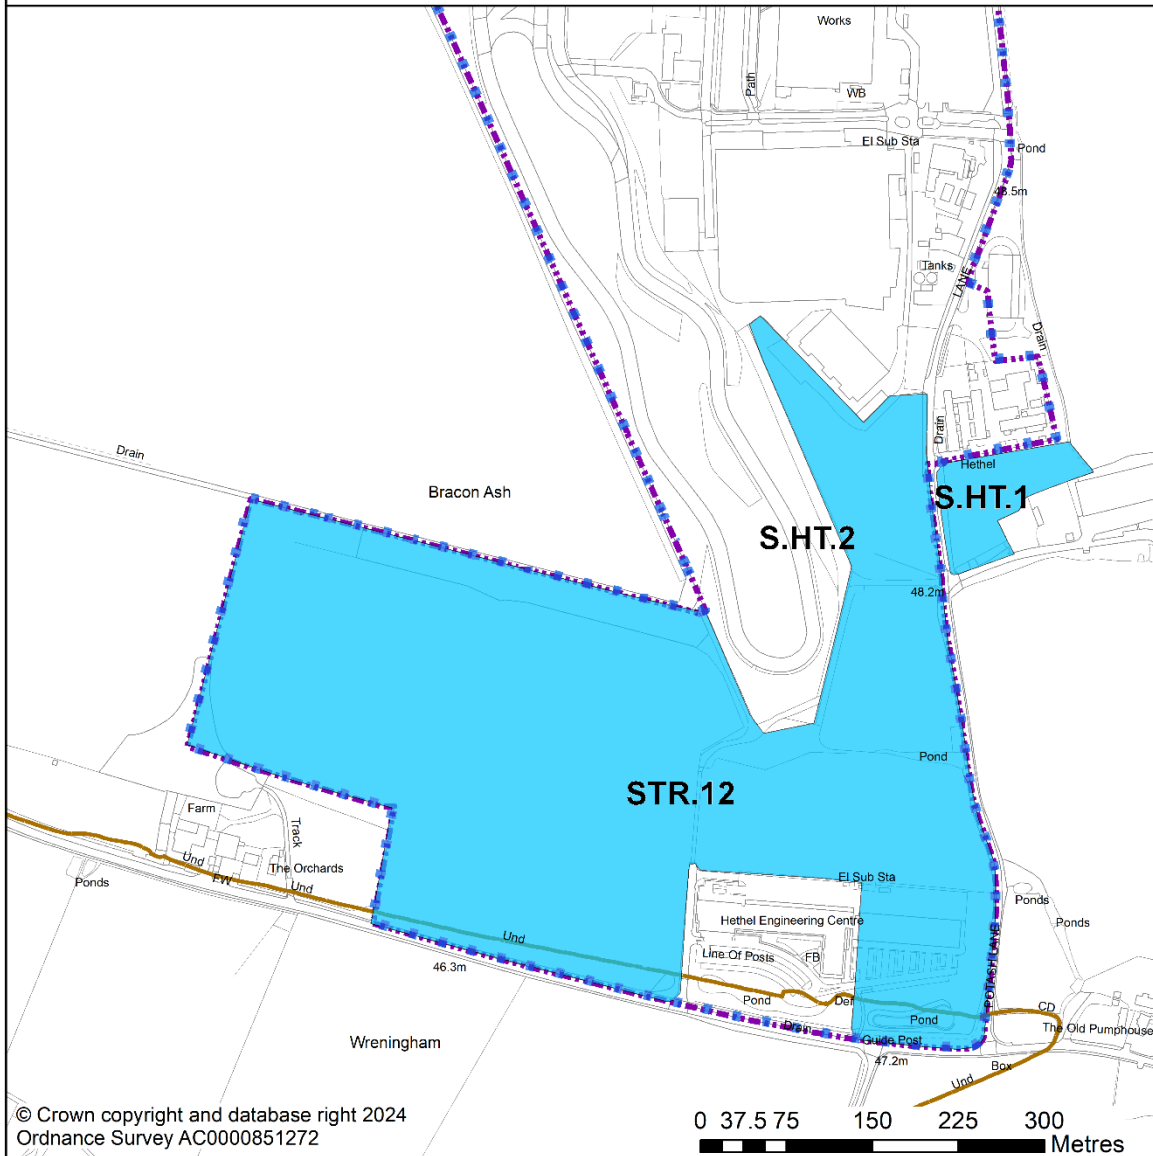 Works
Path
WB
El Sub Sta
Pond
48.5m
Tanks
LANE
Drain
Drain
Hethel
Drain
Bracon Ash
S.HT.1
S.HT.2
48.2m
Pond
STR.12
Farm
Track
The Orchards
Und
FW
Und
Ponds
El Sub Sta
Ponds
Ponds
Hethel Engineering Centre
Und
Line Of Posts
FB
POTASH LANE
46.3m
Pond
Def
CD
Pond
Drain
The Old Pumphouse
Guide Post
Wreningham
47.2m
Box
Und
© Crown copyright and database right 2024
Ordnance Survey AC0000851272
0 37.5 75 150 225 300
Metres